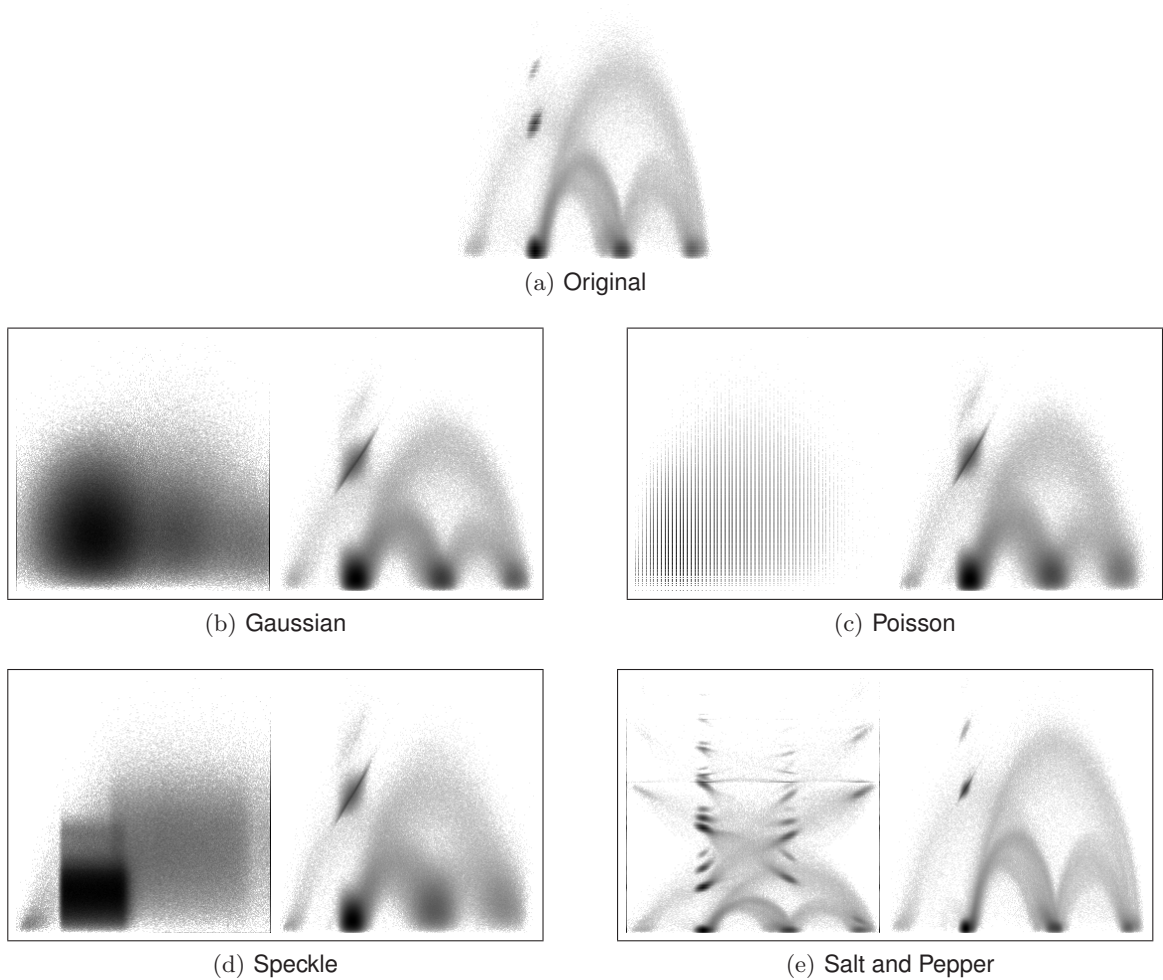 (a) Original
(b) Gaussian
(c) Poisson
(d) Speckle
(e) Salt and Pepper